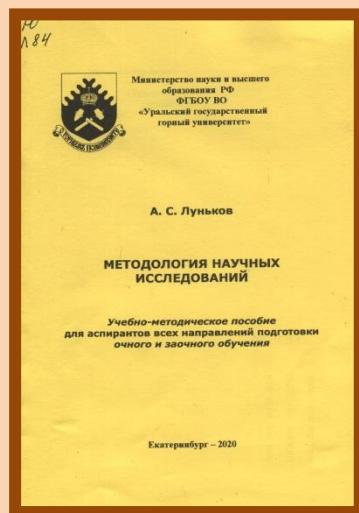 Ю
Л84
Министерство науки и высшего
образования РФ
ФГБОУ ВО
«Уральский государственный
горный университет»
А. С. Луньков
МЕТОДОЛОГИЯ НАУЧНЫХ
ИССЛЕДОВАНИЙ
Учебно-методическое пособие
для аспирантов всех направлений подготовки
очного и заочного обучения
Екатеринбург – 2020